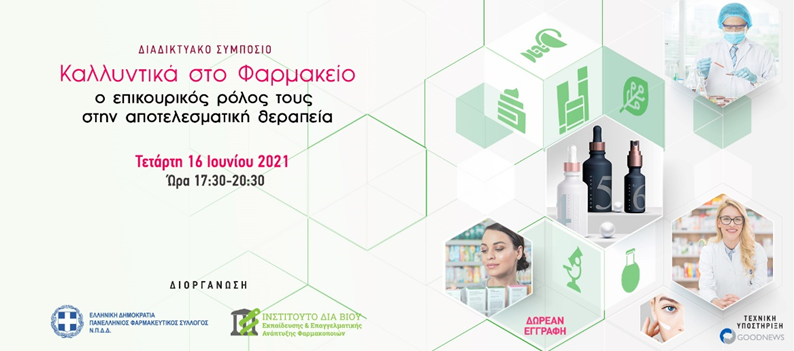 ΔΙΑΔΙΚΤΥΑΚΟ ΣΥΜΠΟΣΙΟ
Καλλυντικά στο Φαρμακείο
ο επικουρικός ρόλος τους
στην αποτελεσματική θεραπεία
Τετάρτη 16 Ιουνίου 2021
Ώρα 17:30-20:30
ΔΙΟΡΓΑΝΩΣΗ
ΕΛΛΗΝΙΚΗ ΔΗΜΟΚΡΑΤΙΑ
ΠΑΝΕΛΛΗΝΙΟΣ ΦΑΡΜΑΚΕΥΤΙΚΟΣ ΣΥΛΛΟΓΟΣ
Ν.Π.Δ.Δ.
ΙΝΣΤΙΤΟΥΤΟ ΔΙΑ ΒΙΟΥ
Εκπαίδευσης & Επαγγελματικής
Ανάπτυξης Φαρμακοποιών
5
6
ΔΩΡΕΑΝ
ΕΓΓΡΑΦΗ
ΤΕΧΝΙΚΗ
ΥΠΟΣΤΗΡΙΞΗ
GOODNEWS